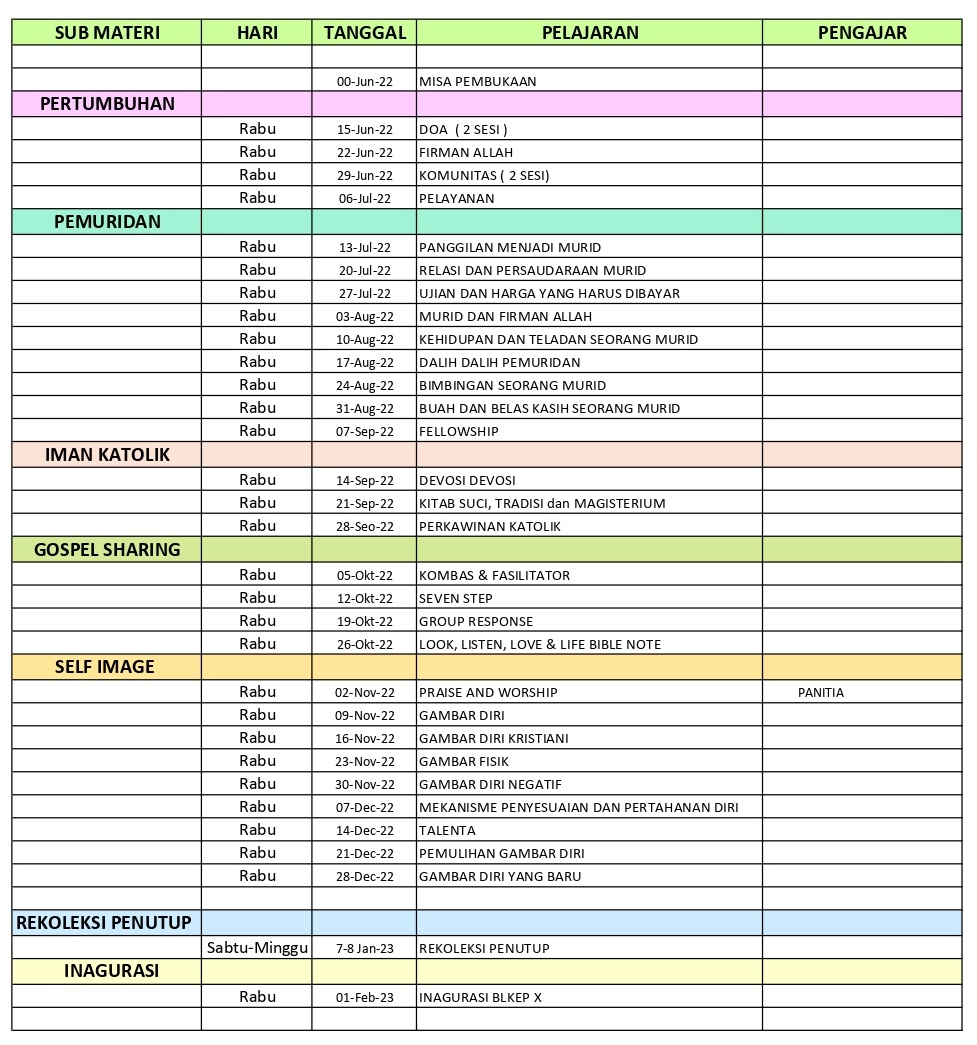 SUB MATERI HARI TANGGAL PELAJARAN PENGAJAR
00-Jun-22 MISA PEMBUKAAN
PERTUMBUHAN
Rabu 15-Jun-22 DOA ( 2 SESI )
Rabu 22-Jun-22 FIRMAN ALLAH
Rabu 29-Jun-22 KOMUNITAS ( 2 SESI)
Rabu 06-Jul-22 PELAYANAN
PEMURIDAN
Rabu 13-Jul-22 PANGGILAN MENJADI MURID
Rabu 20-Jul-22 RELASI DAN PERSAUDARAAN MURID
Rabu 27-Jul-22 UJIAN DAN HARGA YANG HARUS DIBAYAR
Rabu 03-Aug-22 MURID DAN FIRMAN ALLAH
Rabu 10-Aug-22 KEHIDUPAN DAN TELADAN SEORANG MURID
Rabu 17-Aug-22 DALIH DALIH PEMURIDAN
Rabu 24-Aug-22 BIMBINGAN SEORANG MURID
Rabu 31-Aug-22 BUAH DAN BELAS KASIH SEORANG MURID
Rabu 07-Sep-22 FELLOWSHIP
IMAN KATOLIK
Rabu 14-Sep-22 DEVOSI DEVOSI
Rabu 21-Sep-22 KITAB SUCI, TRADISI dan MAGISTERIUM
Rabu 28-Seo-22 PERKAWINAN KATOLIK
GOSPEL SHARING
Rabu 05-Okt-22 KOMBAS & FASILITATOR
Rabu 12-Okt-22 SEVEN STEP
Rabu 19-Okt-22 GROUP RESPONSE
Rabu 26-Okt-22 LOOK, LISTEN, LOVE & LIFE BIBLE NOTE
SELF IMAGE
Rabu 02-Nov-22 PRAISE AND WORSHIP PANITIA
Rabu 09-Nov-22 GAMBAR DIRI
Rabu 16-Nov-22 GAMBAR DIRI KRISTIANI
Rabu 23-Nov-22 GAMBAR FISIK
Rabu 30-Nov-22 GAMBAR DIRI NEGATIF
Rabu 07-Dec-22 MEKANISME PENYESUAIAN DAN PERTAHANAN DIRI
Rabu 14-Dec-22 TALENTA
Rabu 21-Dec-22 PEMULIHAN GAMBAR DIRI
Rabu 28-Dec-22 GAMBAR DIRI YANG BARU
REKOLEKSI PENUTUP
Sabtu-Minggu 7-8 Jan-23 REKOLEKSI PENUTUP
INAGURASI
Rabu 01-Feb-23 INAGURASI BLKEP X